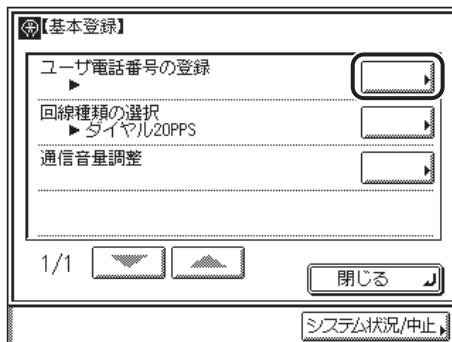 【基本登録】
ユーザ電話番号の登録
▶
回線種類の選択
▶ ダイヤル20PPS
通信音量調整
1/1
閉じる
システム状況/中止